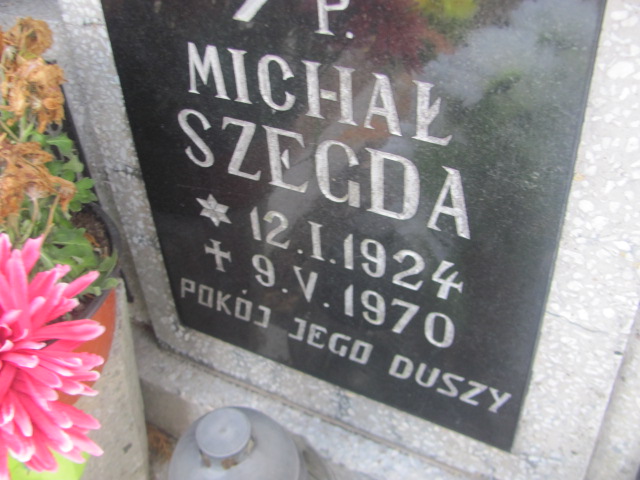 P.
MICHAŁ
SZEGDA
12.I.1924
9.V.1970
POKÓJ JEGO DUSZY